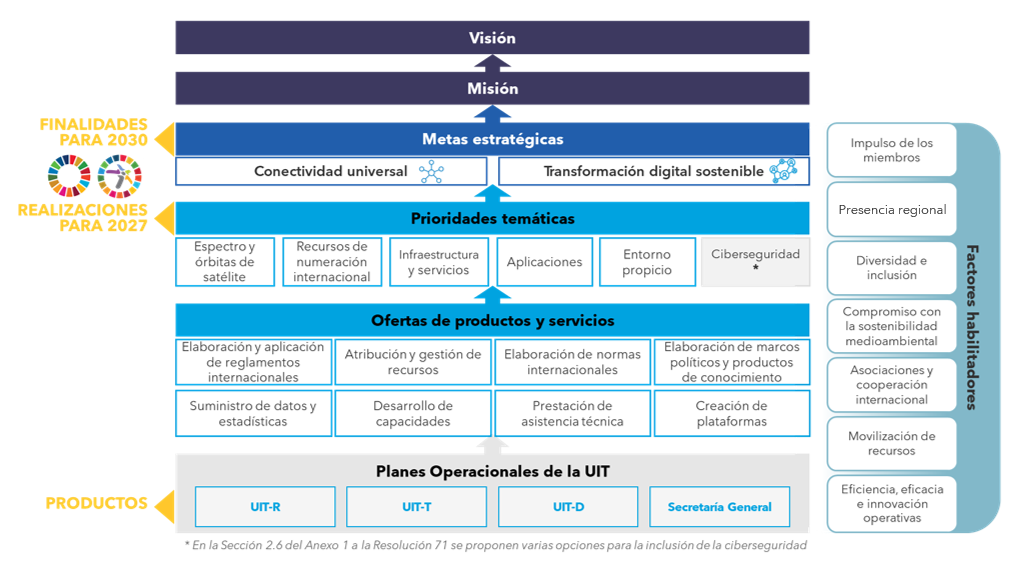 Visión
Misión
FINALIDADES
PARA 2030
Metas estratégicas
Conectividad universal
Transformación digital sostenible
REALIZACIONES
PARA 2027
Prioridades temáticas
Espectro y
órbitas de
satélite
Recursos de
numeración
internacional
Infraestructura
y servicios
Aplicaciones
Entorno
propicio
Ciberseguridad
*
Ofertas de productos y servicios
Elaboración y aplicación
de reglamentos
internacionales
Atribución y gestión de
recursos
Elaboración de normas
internacionales
Elaboración de marcos
políticos y productos
de conocimiento
Suministro de datos y
estadísticas
Desarrollo de
capacidades
Prestación de
asistencia técnica
Creación de
plataformas
Planes Operacionales de la UIT
PRODUCTOS
UIT-R
UIT-T
UIT-D
Secretaría General
* En la Sección 2.6 del Anexo 1 a la Resolución 71 se proponen varias opciones para la inclusión de la ciberseguridad
Factores habilitadores
Impulso de los
miembros
Presencia regional
Diversidad e
inclusión
Compromiso con
la sostenibilidad
medioambiental
Asociaciones y
cooperación
internacional
Movilización de
recursos
Eficiencia, eficacia
e innovación
operativas